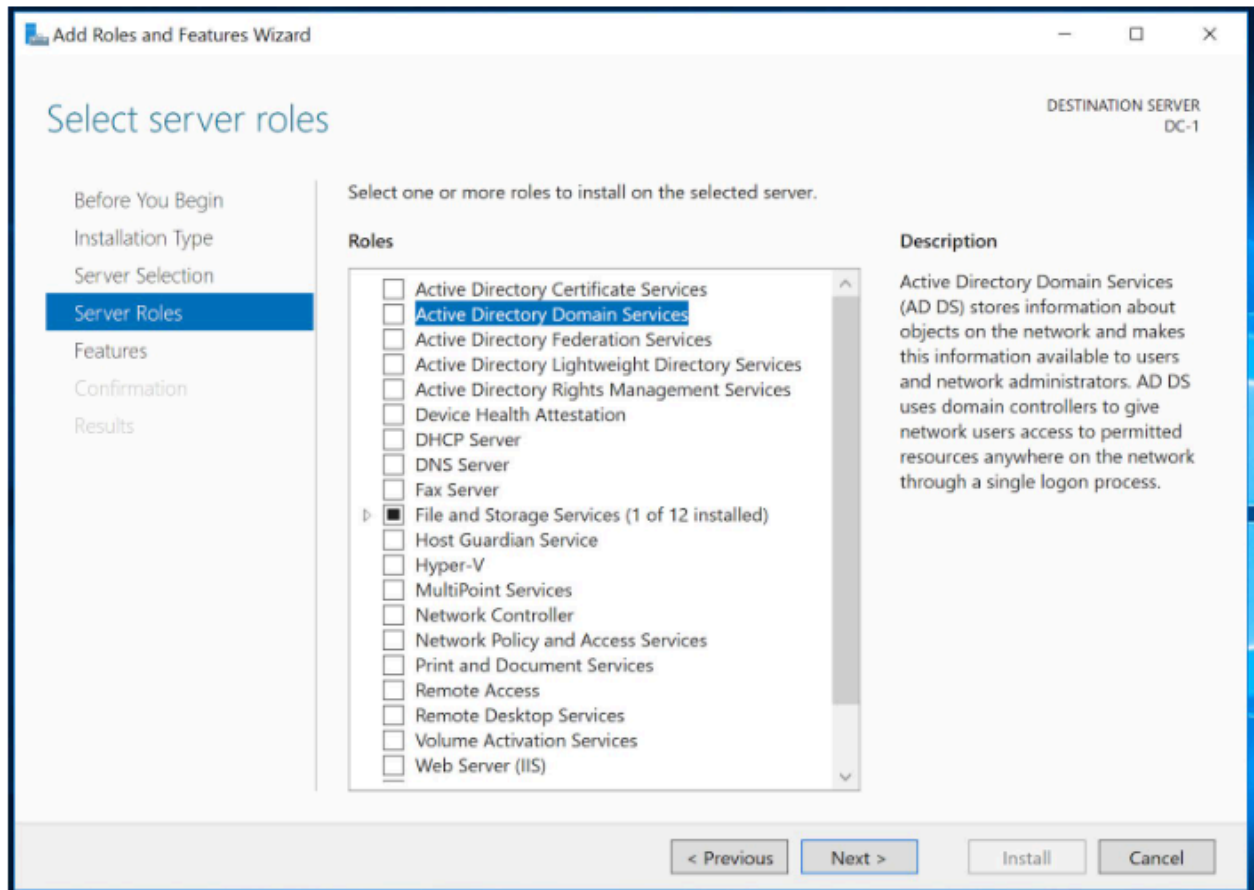 Add Roles and Features Wizard
Select server roles
DESTINATION SERVER
DC-1
Before You Begin
Installation Type
Server Selection
Server Roles
Features
Confirmation
Results
Select one or more roles to install on the selected server.
Roles
Active Directory Certificate Services
Active Directory Domain Services
Active Directory Federation Services
Active Directory Lightweight Directory Services
Active Directory Rights Management Services
Device Health Attestation
DHCP Server
DNS Server
Fax Server
File and Storage Services (1 of 12 installed)
Host Guardian Service
Hyper-V
MultiPoint Services
Network Controller
Network Policy and Access Services
Print and Document Services
Remote Access
Remote Desktop Services
Volume Activation Services
Web Server (IIS)
Description
Active Directory Domain Services
(AD DS) stores information about
objects on the network and makes
this information available to users
and network administrators. AD DS
uses domain controllers to give
network users access to permitted
resources anywhere on the network
through a single logon process.
< Previous
Next >
Install
Cancel